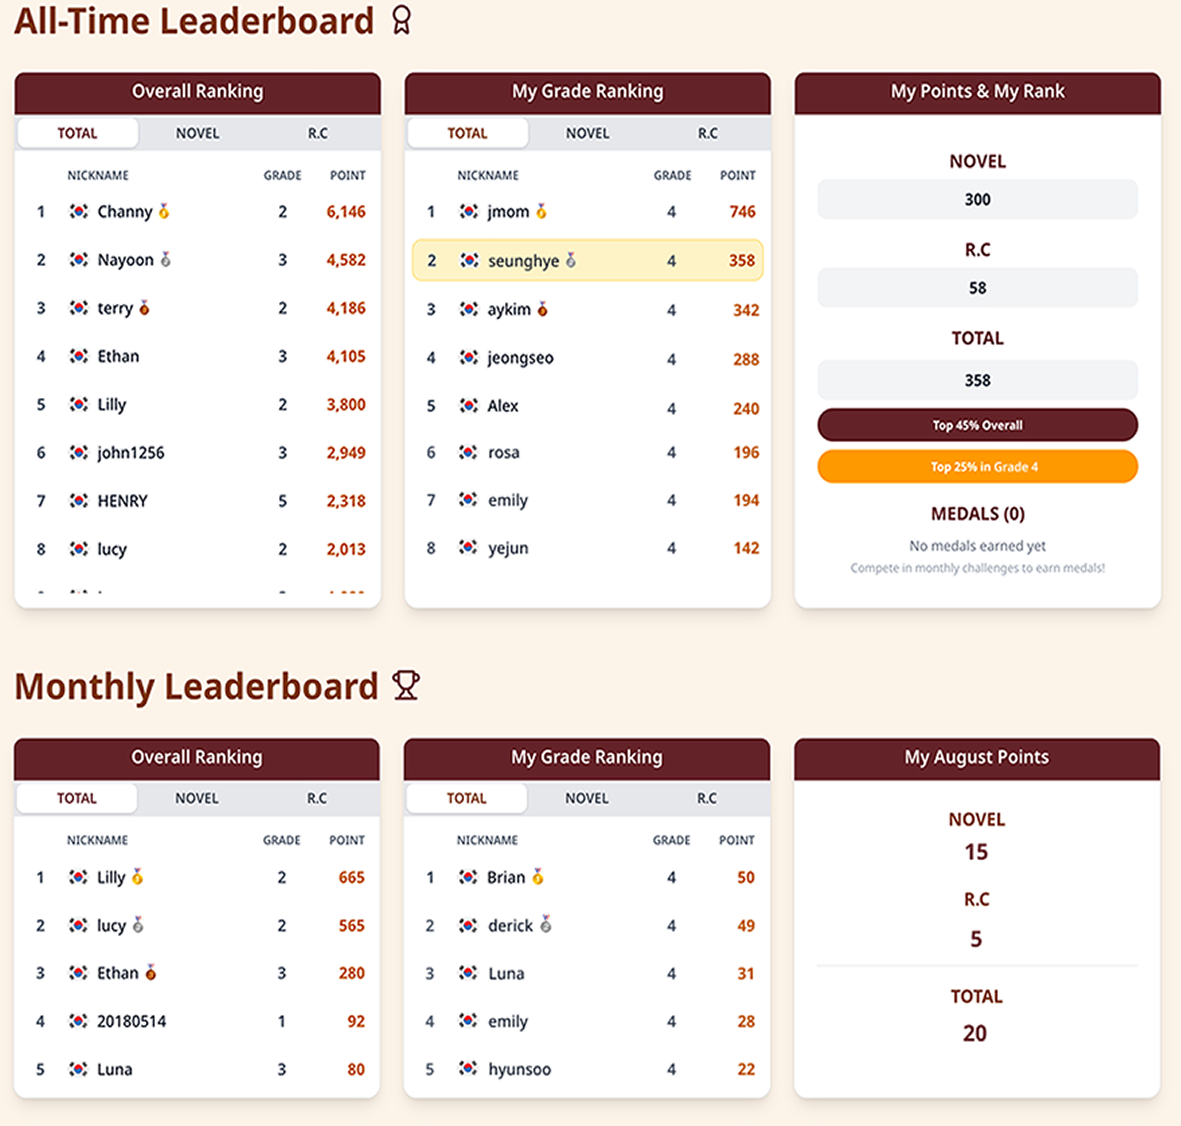 All-Time Leaderboard
Overall Ranking
TOTAL NOVEL R.C
NICKNAME GRADE POINT
1 Channy 2 6,146
2 Nayoon 3 4,582
3 terry 2 4,186
4 Ethan 3 4,105
5 Lilly 2 3,800
6 john1256 3 2,949
7 HENRY 5 2,318
8 lucy 2 2,013
My Grade Ranking
TOTAL NOVEL R.C
NICKNAME GRADE POINT
1 jmom 4 746
2 seunghye 4 358
3 aykim 4 342
4 jeongseo 4 288
5 Alex 4 240
6 rosa 4 196
7 emily 4 194
8 yejun 4 142
My Points & My Rank
NOVEL
300
R.C
58
TOTAL
358
Top 45% Overall
Top 25% in Grade 4
MEDALS (0)
No medals earned yet
Compete in monthly challenges to earn medals!
Monthly Leaderboard
Overall Ranking
TOTAL NOVEL R.C
NICKNAME GRADE POINT
1 Lilly 2 665
2 lucy 2 565
3 Ethan 3 280
4 20180514 1 92
5 Luna 3 80
My Grade Ranking
TOTAL NOVEL R.C
NICKNAME GRADE POINT
1 Brian 4 50
2 derick 4 49
3 Luna 4 31
4 emily 4 28
5 hyunsoo 4 22
My August Points
NOVEL
15
R.C
5
TOTAL
20